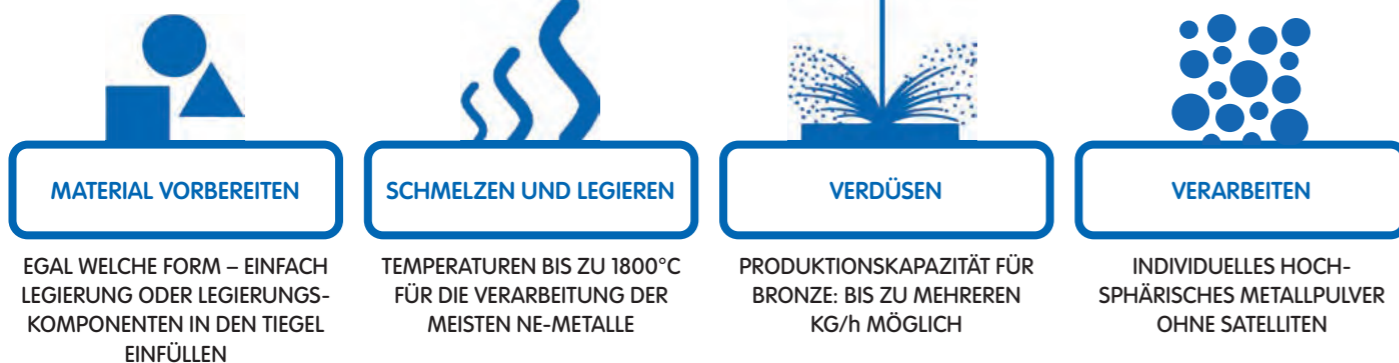 MATERIAL VORBEREITEN
EGAL WELCHE FORM – EINFACH
LEGIERUNG ODER LEGIERUNGS-
KOMPONENTEN IN DEN TIEGEL
EINFÜLLEN
SCHMELZEN UND LEGIEREN
TEMPERATUREN BIS ZU 1800°C
FÜR DIE VERARBEITUNG DER
MEISTEN NE-METALLE
VERDÜSEN
PRODUKTIONSKAPAZITÄT FÜR
BRONZE: BIS ZU MEHREREN
KG/h MÖGLICH
VERARBEITEN
INDIVIDUELLES HOCH-
SPHÄRISCHES METALLPULVER
OHNE SATELLITEN